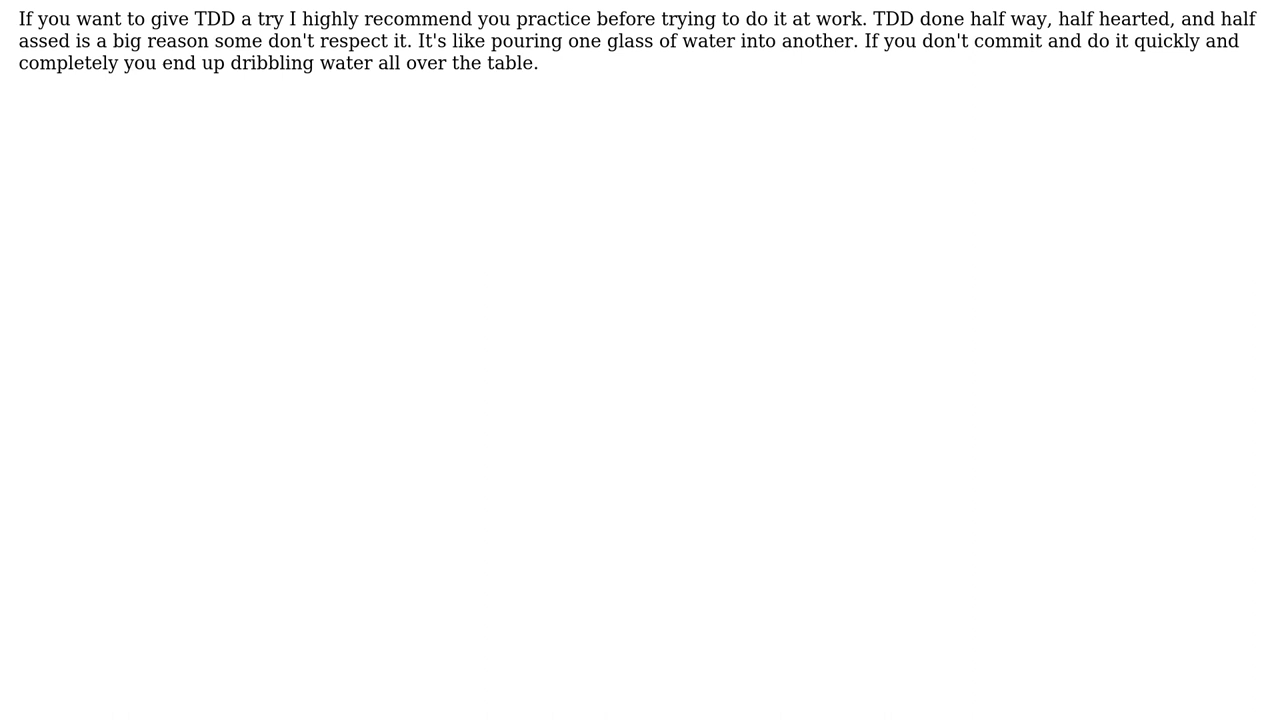 If you want to give TDD a try I highly recommend you practice before trying to do it at work. TDD done half way, half hearted, and half
assed is a big reason some don't respect it. It's like pouring one glass of water into another. If you don't commit and do it quickly and
completely you end up dribbling water all over the table.